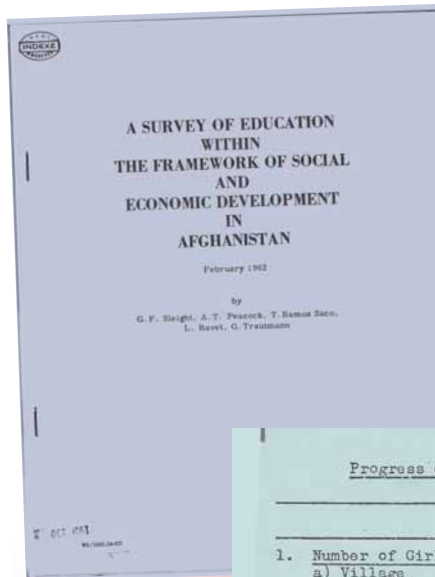 INDEXE
A SURVEY OF EDUCATION
WITHIN
THE FRAMEWORK OF SOCIAL
AND
ECONOMIC DEVELOPMENT
IN
AFGHANISTAN
February 1962
by
G. F. Sleight, A. T. Peacock, T. Ramos Saco,
L. Ravet, G. Trautmann
OCT
Progress
1. Number of Gir
a) Village